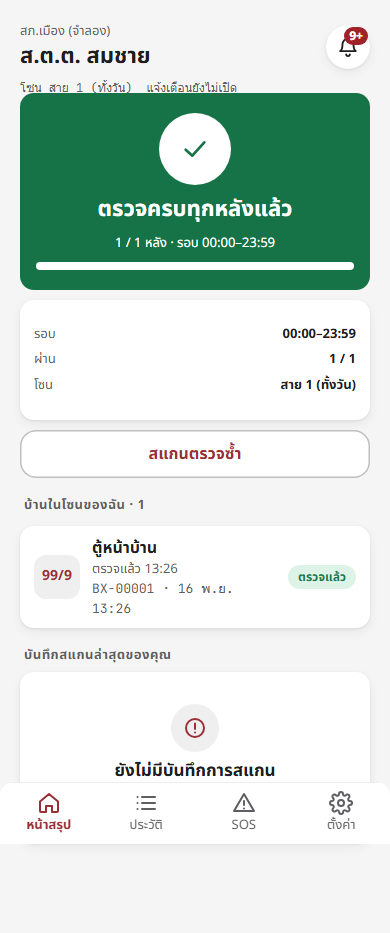 สภ.เมือง (จำลอง)
ส.ต.ต. สมชาย
9+
โซน สาย 1 (ทั้งวัน) แจ้งเตือนยังไม่เปิด
ตรวจครบทุกหลังแล้ว
1 / 1 หลัง · รอบ 00:00–23:59
รอบ 00:00–23:59
ผ่าน 1 / 1
โซน สาย 1 (ทั้งวัน)
สแกนตรวจซ้ำ
บ้านในโซนของฉัน · 1
99/9
ตู้หน้าบ้าน
ตรวจแล้ว 13:26
BX-00001 · 16 พ.ย.
13:26
ตรวจแล้ว
บันทึกสแกนล่าสุดของคุณ
ยังไม่มีบันทึกการสแกน
หน้าสรุป ประวัติ SOS ตั้งค่า